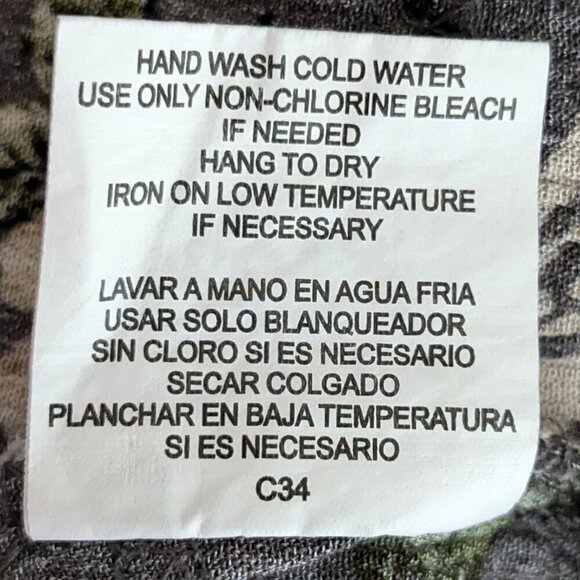 HAND WASH COLD WATER
USE ONLY NON-CHLORINE BLEACH
IF NEEDED
HANG TO DRY
IRON ON LOW TEMPERATURE
IF NECESSARY
LAVAR A MANO EN AGUA FRIA
USAR SOLO BLANQUEADOR
SIN CLORO SI ES NECESARIO
SECAR COLGADO
PLANCHAR EN BAJA TEMPERATURA
SI ES NECESARIO
C34